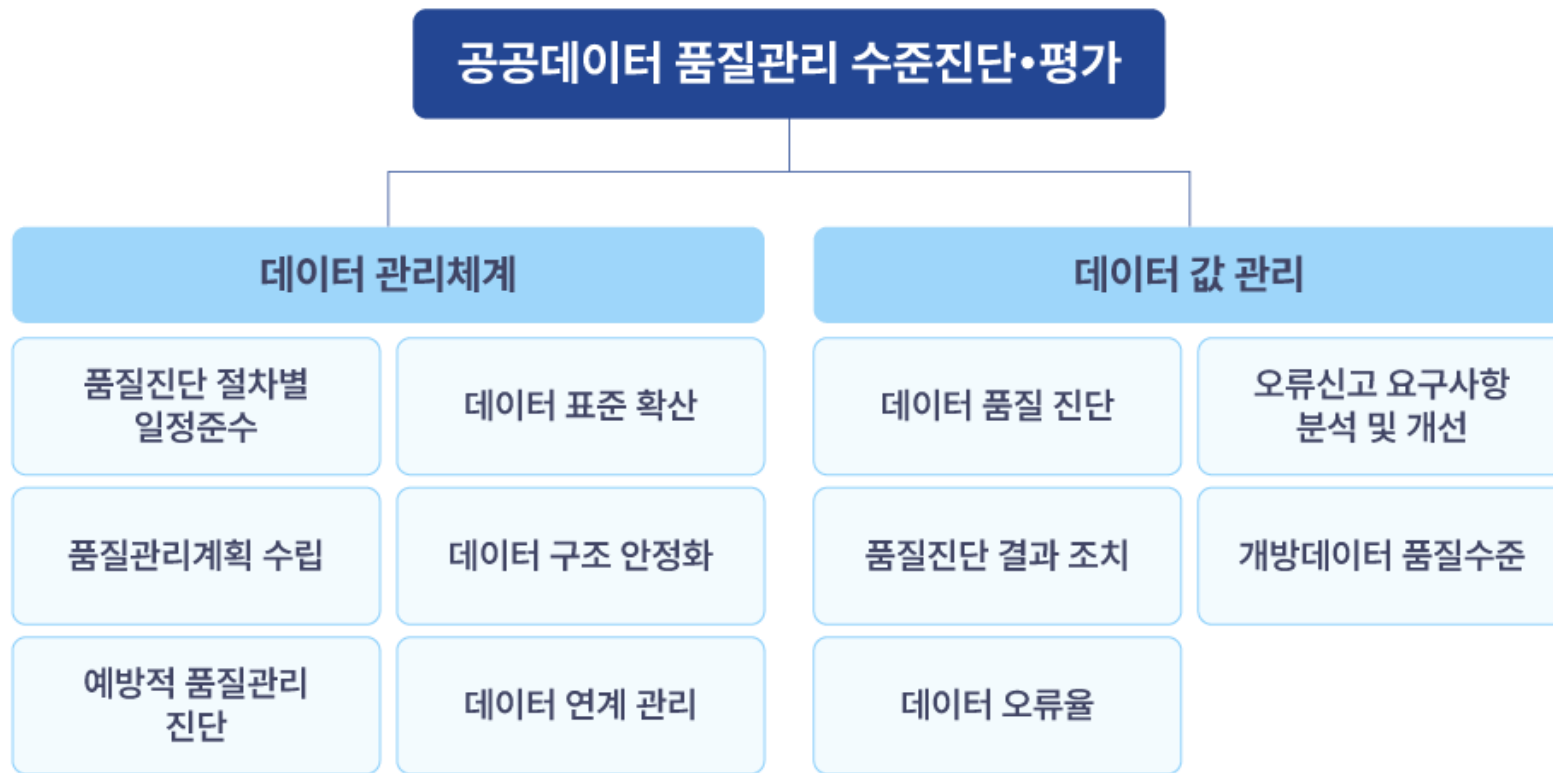 공공데이터 품질관리 수준진단•평가
데이터 관리체계
품질진단 절차별
일정준수
데이터 표준 확산
품질관리계획 수립
데이터 구조 안정화
예방적 품질관리
진단
데이터 연계 관리
데이터 값 관리
데이터 품질 진단
오류신고 요구사항
분석 및 개선
품질진단 결과 조치
개방데이터 품질수준
데이터 오류율